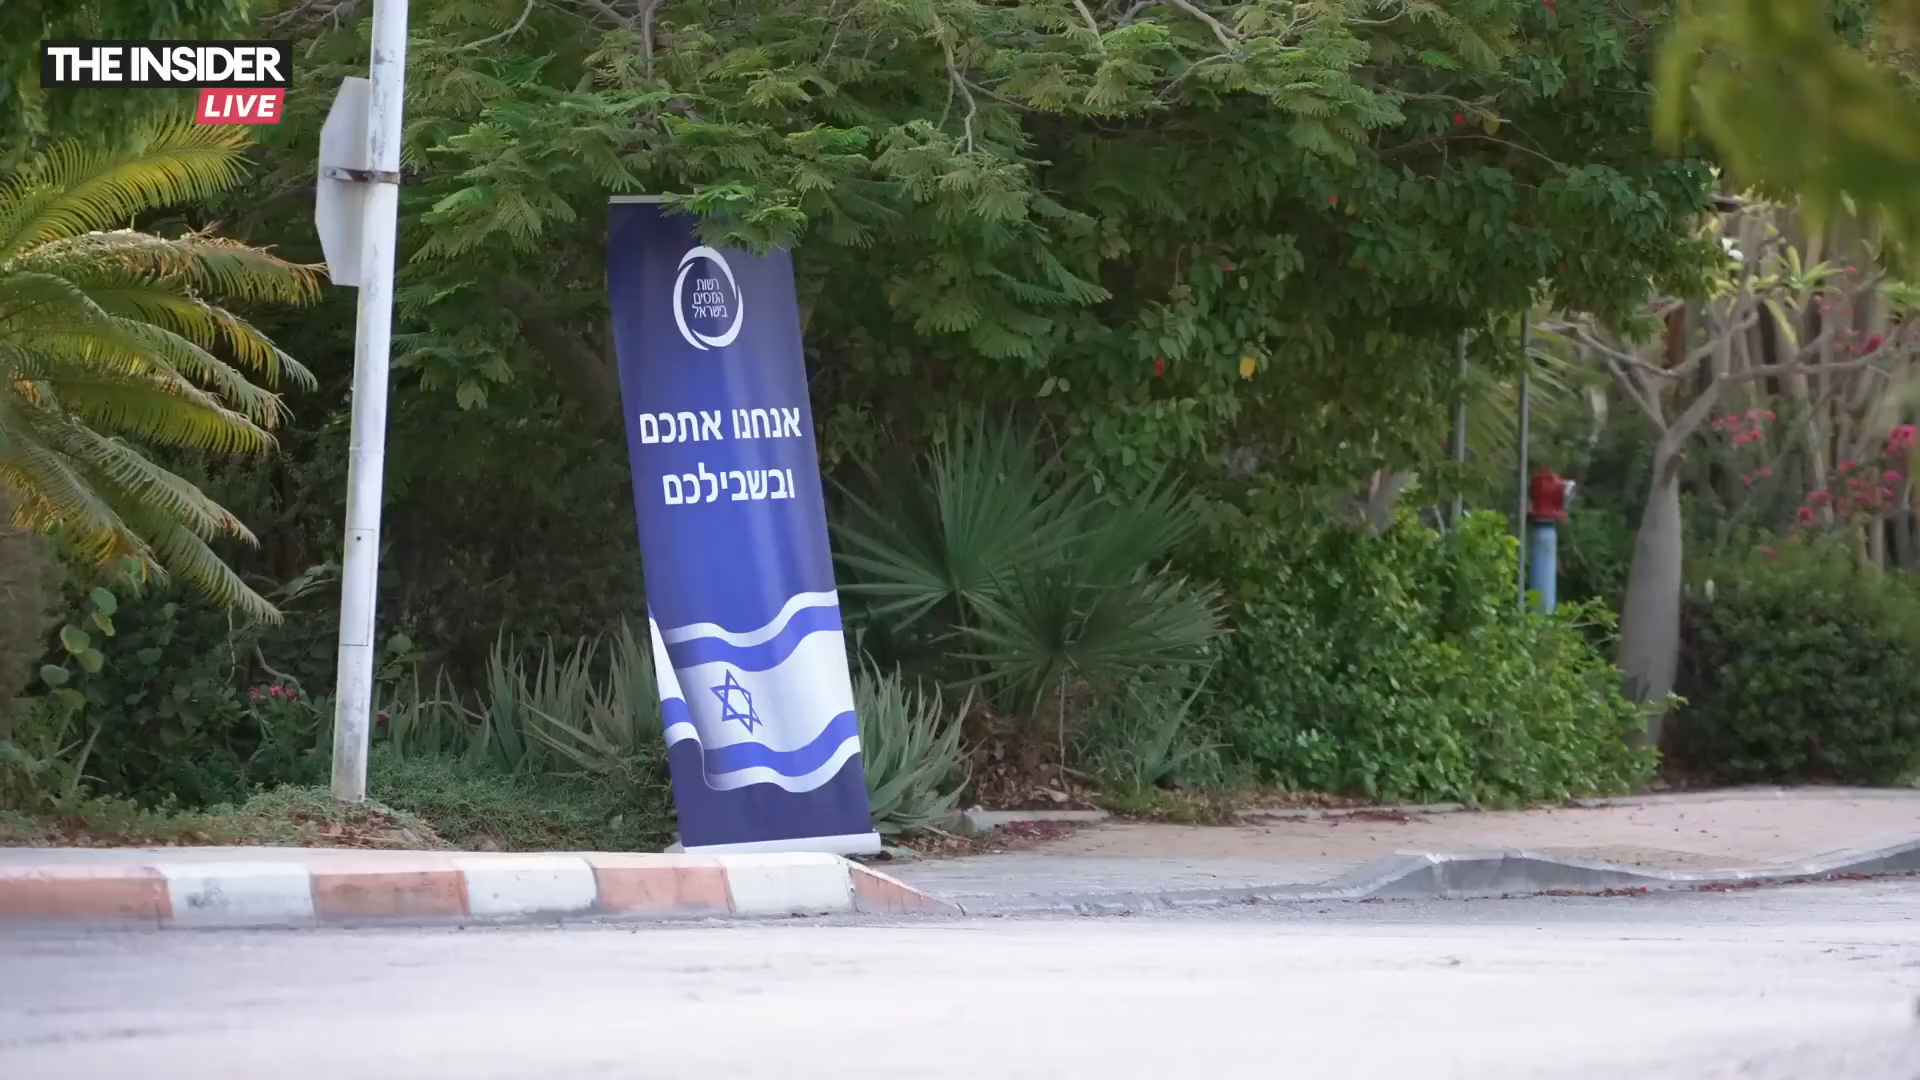 THE INSIDER
LIVE
רשות
המסים
בישראל
אנחנו אתכם
ובשבילכם